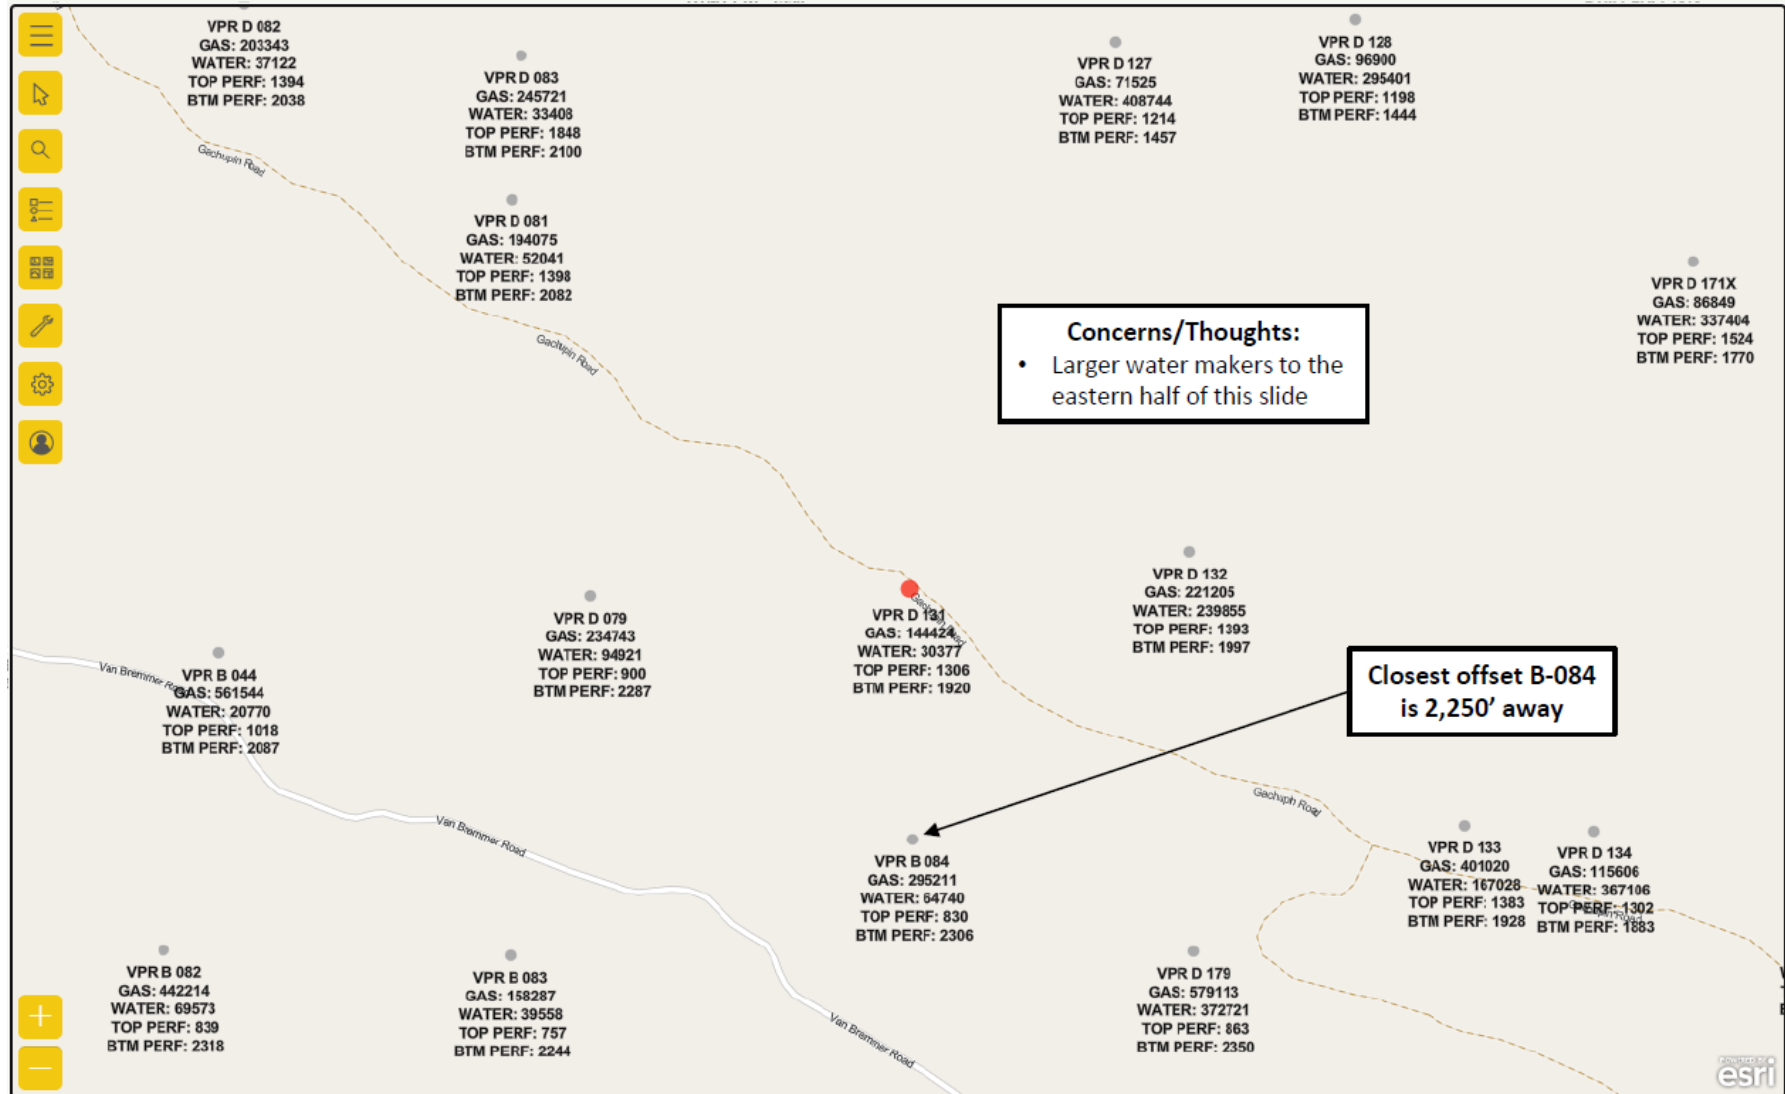 VPR D 082
GAS: 203343
WATER: 37122
TOP PERF: 1394
BTM PERF: 2038
VPR D 083
GAS: 245721
WATER: 33408
TOP PERF: 1848
BTM PERF: 2100
VPR D 127
GAS: 71525
WATER: 408744
TOP PERF: 1214
BTM PERF: 1457
VPR D 128
GAS: 96900
WATER: 295401
TOP PERF: 1198
BTM PERF: 1444
Gachupin Road
VPR D 081
GAS: 194075
WATER: 52041
TOP PERF: 1398
BTM PERF: 2082
VPR D 171X
GAS: 86849
WATER: 337404
TOP PERF: 1524
BTM PERF: 1770
Gachupin Road
Concerns/Thoughts:
• Larger water makers to the
eastern half of this slide
VPR D 132
GAS: 221205
WATER: 239855
TOP PERF: 1393
BTM PERF: 1997
VPR D 079
GAS: 234743
WATER: 94921
TOP PERF: 900
BTM PERF: 2287
Gachupin Road
VPR D 131
GAS: 144424
WATER: 30377
TOP PERF: 1306
BTM PERF: 1920
Van Bremmer Road
VPR B 044
GAS: 561544
WATER: 20770
TOP PERF: 1018
BTM PERF: 2087
Closest offset B-084
is 2,250' away
Gachupin Road
Van Bremmer Road
VPR B 084
GAS: 295211
WATER: 64740
TOP PERF: 830
BTM PERF: 2306
VPR D 133
GAS: 401020
WATER: 167028
TOP PERF: 1383
BTM PERF: 1928
VPR D 134
GAS: 115606
WATER: 367106
TOP PERF: 1302
BTM PERF: 1883
Gachupin Road
VPR B 082
GAS: 442214
WATER: 69573
TOP PERF: 839
BTM PERF: 2318
VPR B 083
GAS: 158287
WATER: 39558
TOP PERF: 757
BTM PERF: 2244
VPR D 179
GAS: 579113
WATER: 372721
TOP PERF: 863
BTM PERF: 2350
Van Bremmer Road
POWERED BY
esri